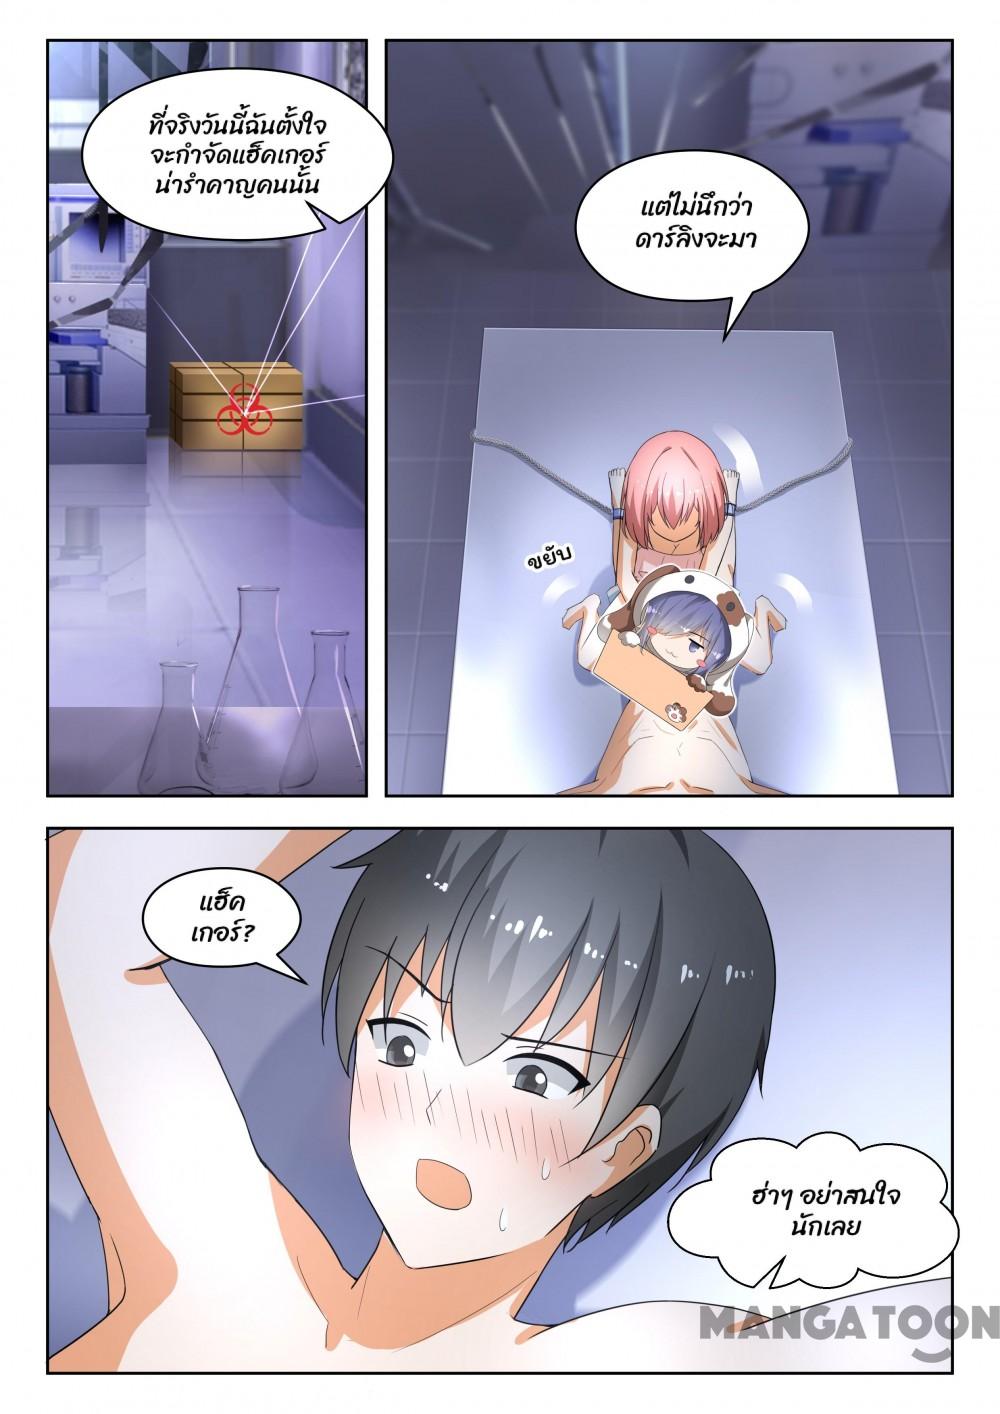 ที่จริงวันนี้ฉันตั้งใจ
จะกำจัดแฮ็คเกอร์
น่ารำคาญคนนั้น
แต่ไม่นึกว่า
ดาร์ลิงจะมา
ขยับ
แฮ็ค
เกอร์?
ฮ่าๆ อย่าสนใจ
นักเลย
MANGATOON